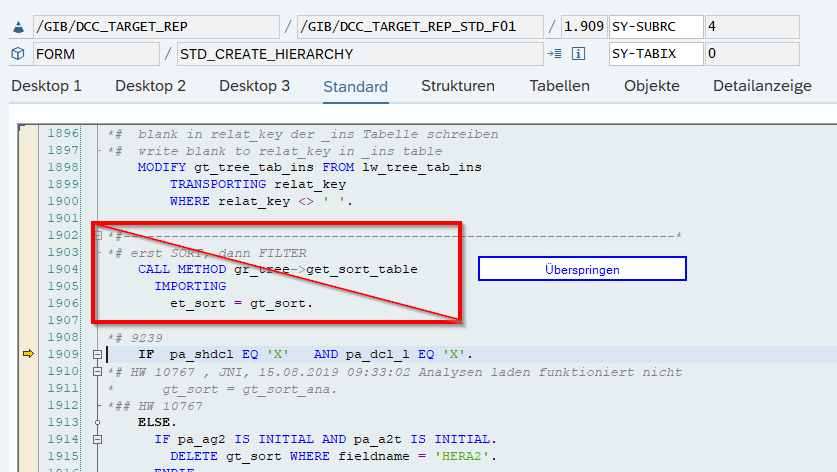 /GIB/DCC_TARGET_REP / /GIB/DCC_TARGET_REP_STD_F01 / 1.909 SY-SUBRC 4
FORM / STD_CREATE_HIERARCHY SY-TABIX 0
Desktop 1 Desktop 2 Desktop 3 Standard Strukturen Tabellen Objekte Detailanzeige
1896 *# blank in relat_key der _ins Tabelle schreiben
1897 *# write blank to relat_key in _ins table
1898 MODIFY gt_tree_tab_ins FROM lw_tree_tab_ins
1899 TRANSPORTING relat_key
1900 WHERE relat_key <> ' '.
1901
1902 *#----------------------------------------------------------------------*
1903 *# erst SORT, dann FILTER
1904 CALL METHOD gr_tree->get_sort_table
1905 IMPORTING
1906 et_sort = gt_sort.
1907
Überspringen
1908 *# 9239
1909 IF pa_shdcl EQ 'X' AND pa_dcl_l EQ 'X'.
1910 *# HW 10767 , JNI, 15.08.2019 09:33:02 Analysen laden funktioniert nicht
1911 * gt_sort = gt_sort_ana.
1912 *## HW 10767
1913 ELSE.
1914 IF pa_ag2 IS INITIAL AND pa_a2t IS INITIAL.
1915 DELETE gt_sort WHERE fieldname = 'HERA2'.
1916 ENDIF